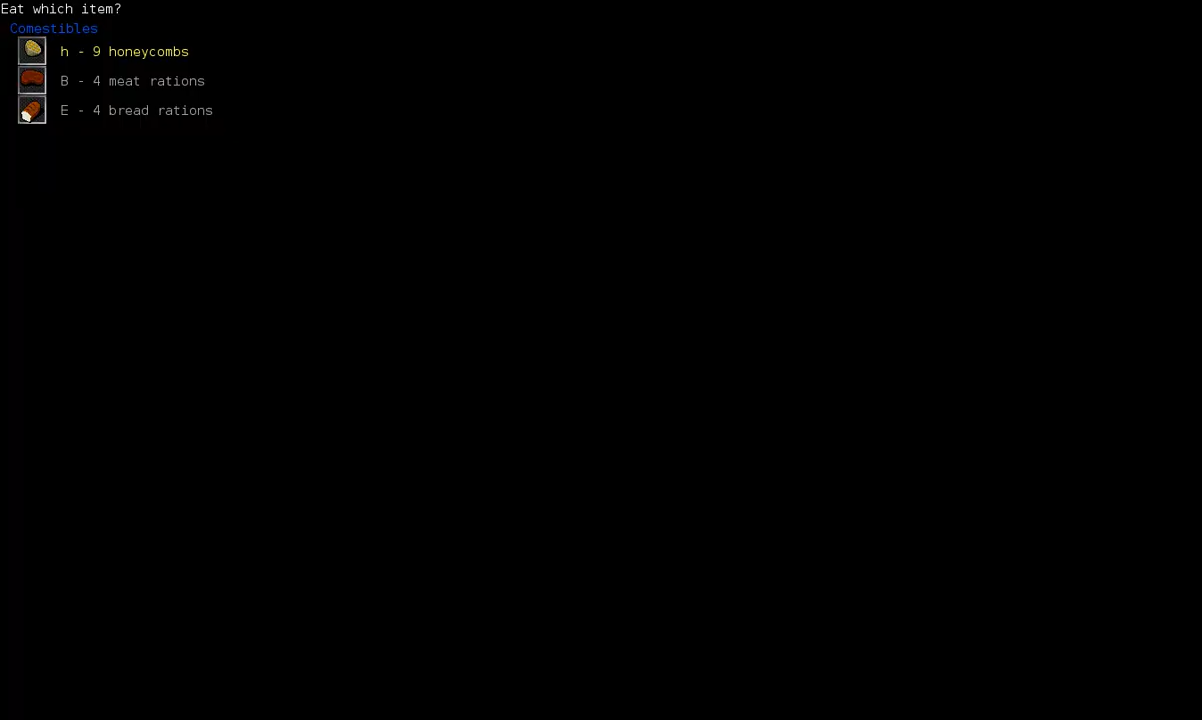 Eat which item?
Comestibles
h - 9 honeycombs
B - 4 meat rations
E - 4 bread rations